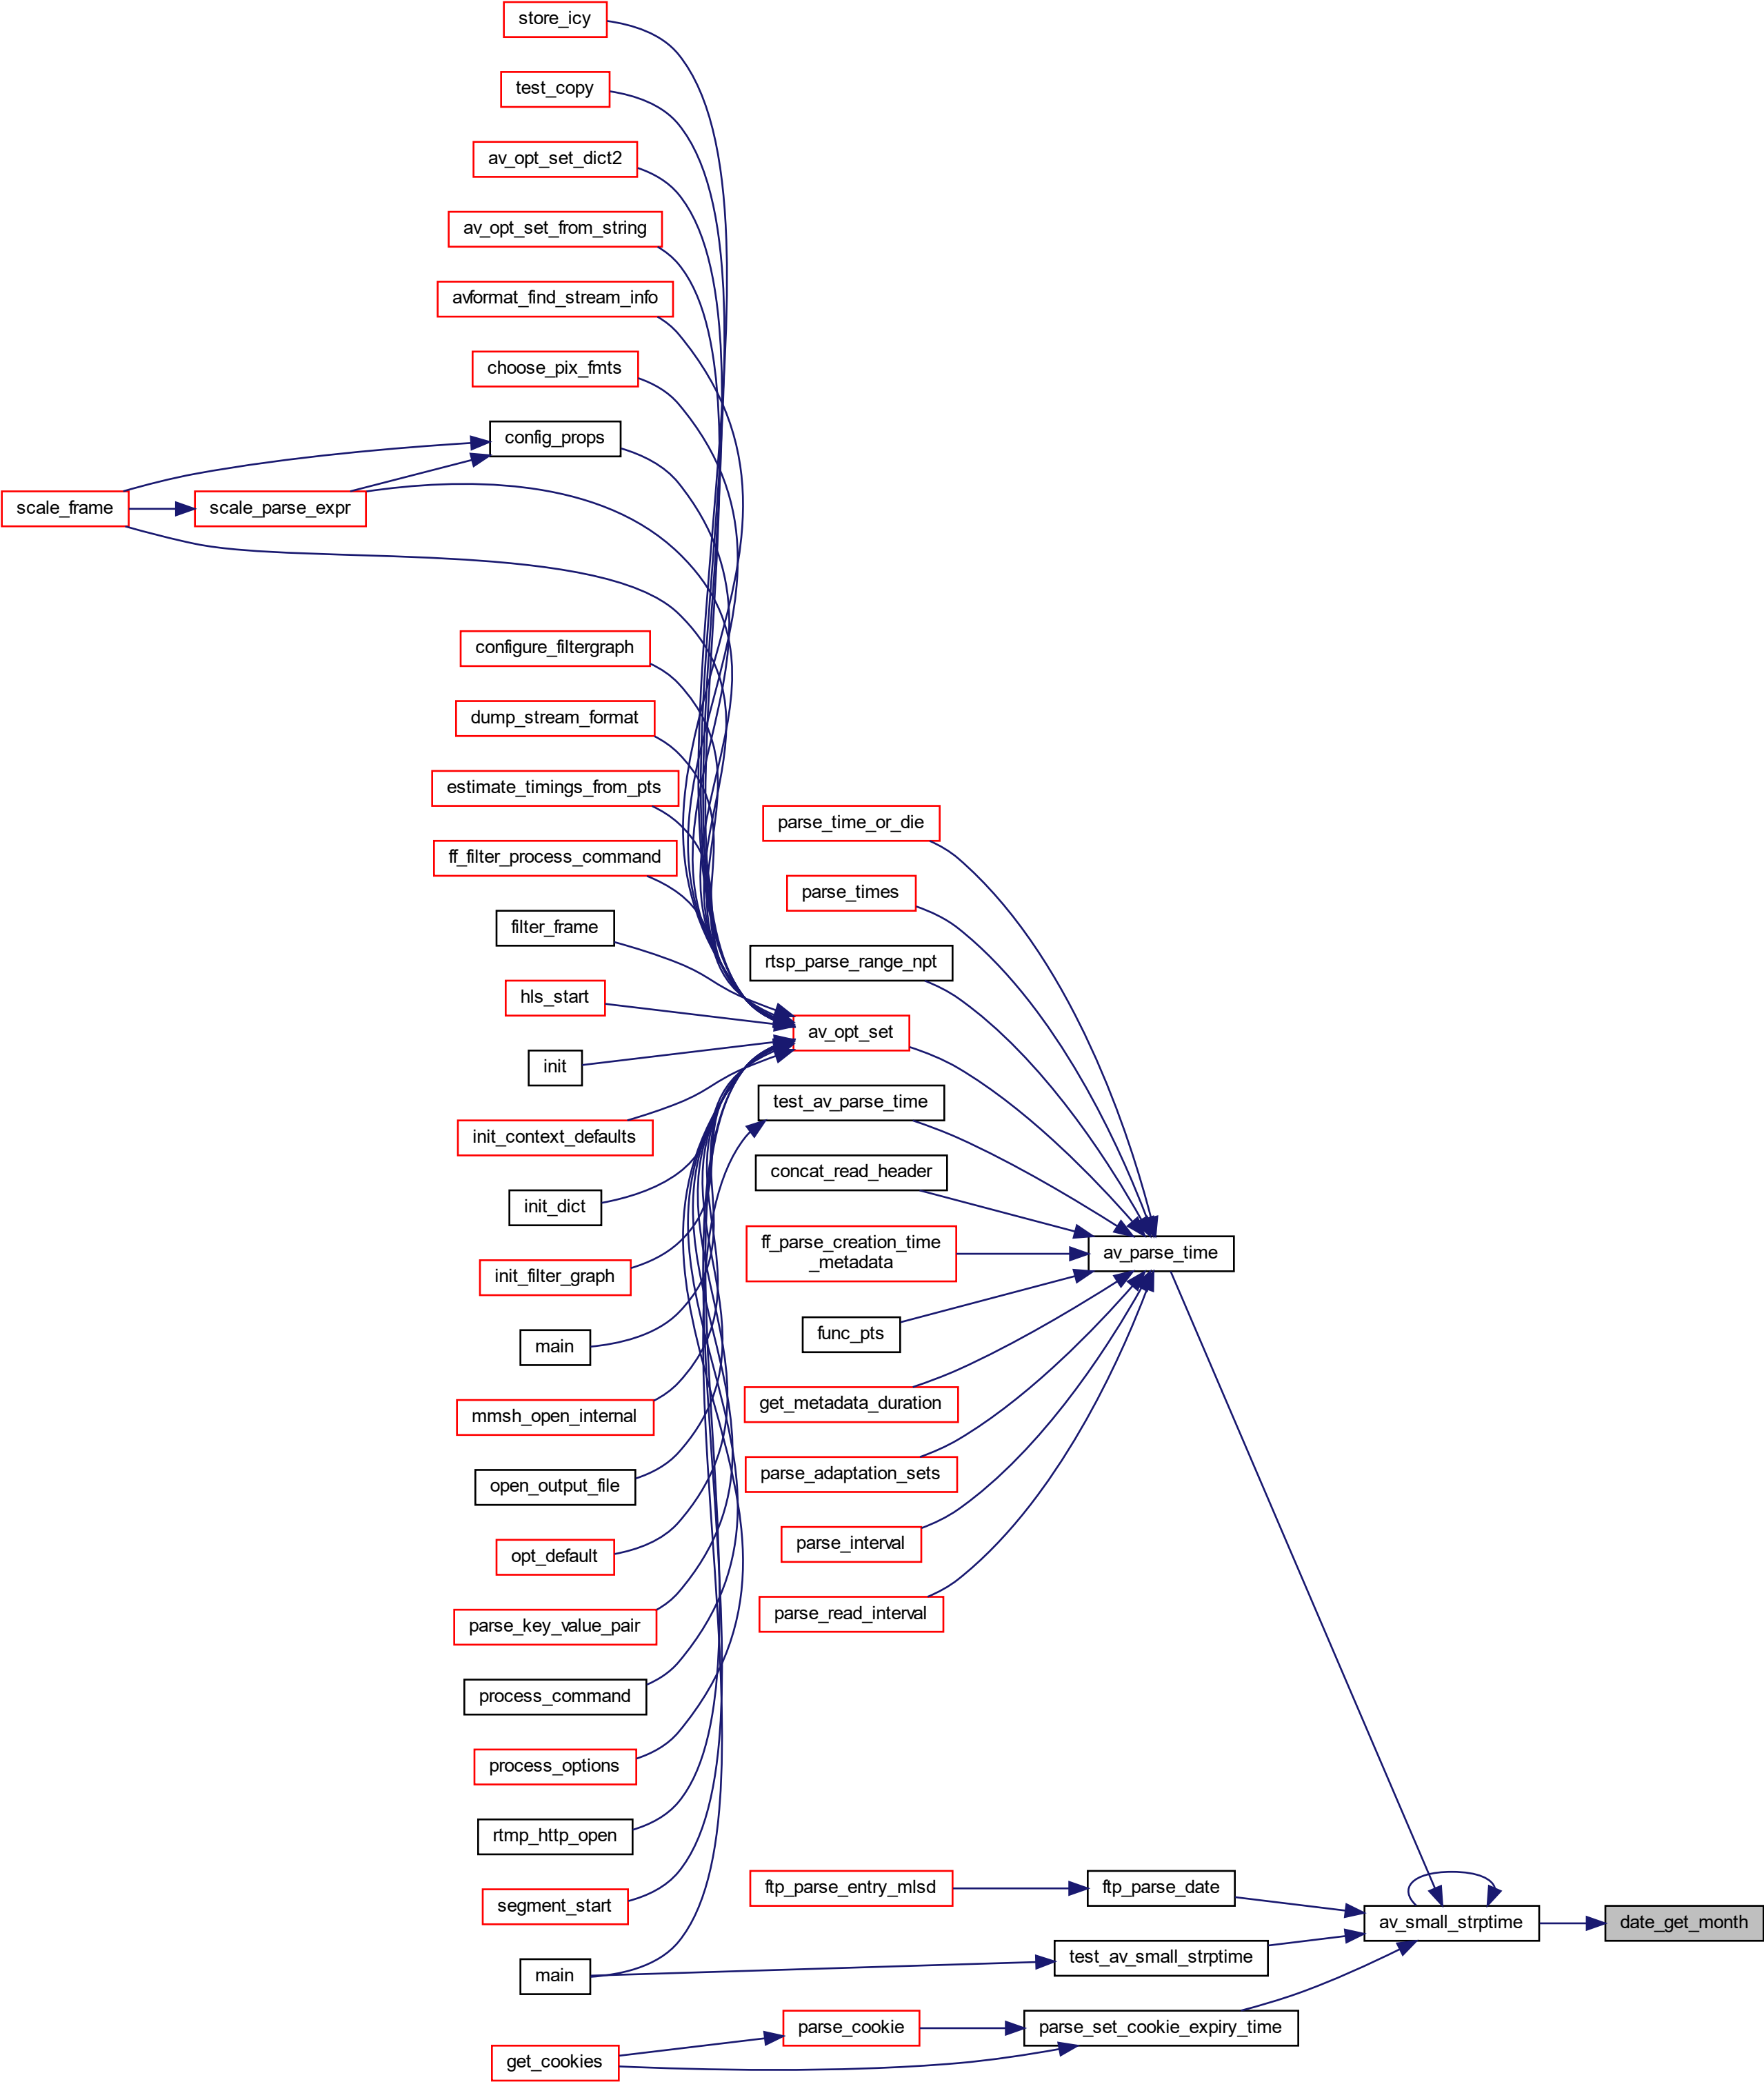 store_icy
test_copy
av_opt_set_dict2
av_opt_set_from_string
avformat_find_stream_info
choose_pix_fmts
config_props
scale_frame
scale_parse_expr
configure_filtergraph
dump_stream_format
estimate_timings_from_pts
ff_filter_process_command
filter_frame
hls_start
init
init_context_defaults
init_dict
init_filter_graph
main
mmsh_open_internal
open_output_file
opt_default
parse_key_value_pair
process_command
process_options
rtmp_http_open
segment_start
main
get_cookies
parse_time_or_die
parse_times
rtsp_parse_range_npt
av_opt_set
test_av_parse_time
concat_read_header
ff_parse_creation_time
_metadata
func_pts
get_metadata_duration
parse_adaptation_sets
parse_interval
parse_read_interval
ftp_parse_entry_mlsd
parse_cookie
av_parse_time
ftp_parse_date
test_av_small_strptime
parse_set_cookie_expiry_time
av_small_strptime
date_get_month